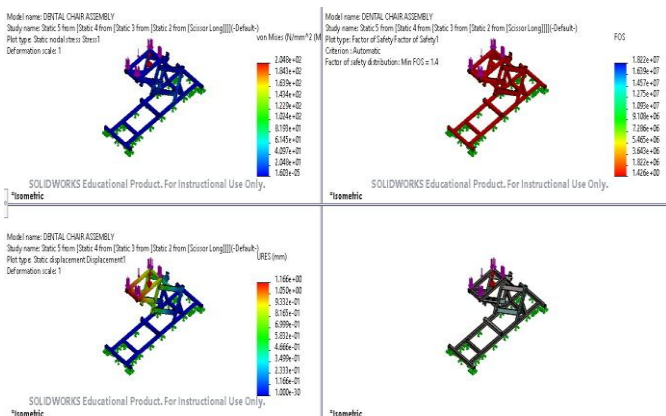 Model name: DENTAL CHAIR ASSEMBLY
Study name: Static 5 from [Static 4 from [Static 3 from [Static 2 from [Scissor Long]]]](-Default-)
Plot type: Static nodal stress Stress1
Deformation scale: 1
von Mises (N/mm^2 (M
2.048e+02
1.843e+02
1.639e+02
1.434e+02
1.229e+02
1.024e+02
8.193e+01
6.145e+01
4.097e+01
2.048e+01
1.603e-05
SOLIDWORKS Educational Product. For Instructional Use Only.
*Isometric
Model name: DENTAL CHAIR ASSEMBLY
Study name: Static 5 from [Static 4 from [Static 3 from [Static 2 from [Scissor Long]]]](-Default-)
Plot type: Factor of Safety Factor of Safety1
Criterion : Automatic
Factor of safety distribution: Min FOS = 1.4
FOS
1.822e+07
1.639e+07
1.457e+07
1.275e+07
1.093e+07
9.108e+06
7.286e+06
5.465e+06
3.643e+06
1.822e+06
1.426e+00
SOLIDWORKS Educational Product. For Instructional Use Only.
*Isometric
Model name: DENTAL CHAIR ASSEMBLY
Study name: Static 5 from [Static 4 from [Static 3 from [Static 2 from [Scissor Long]]]](-Default-)
Plot type: Static displacement Displacement1
Deformation scale: 1
URES (mm)
1.166e+00
1.050e+00
9.332e-01
8.165e-01
6.999e-01
5.832e-01
4.666e-01
3.499e-01
2.333e-01
1.166e-01
1.000e-30
SOLIDWORKS Educational Product. For Instructional Use Only.
*Isometric
*Isometric